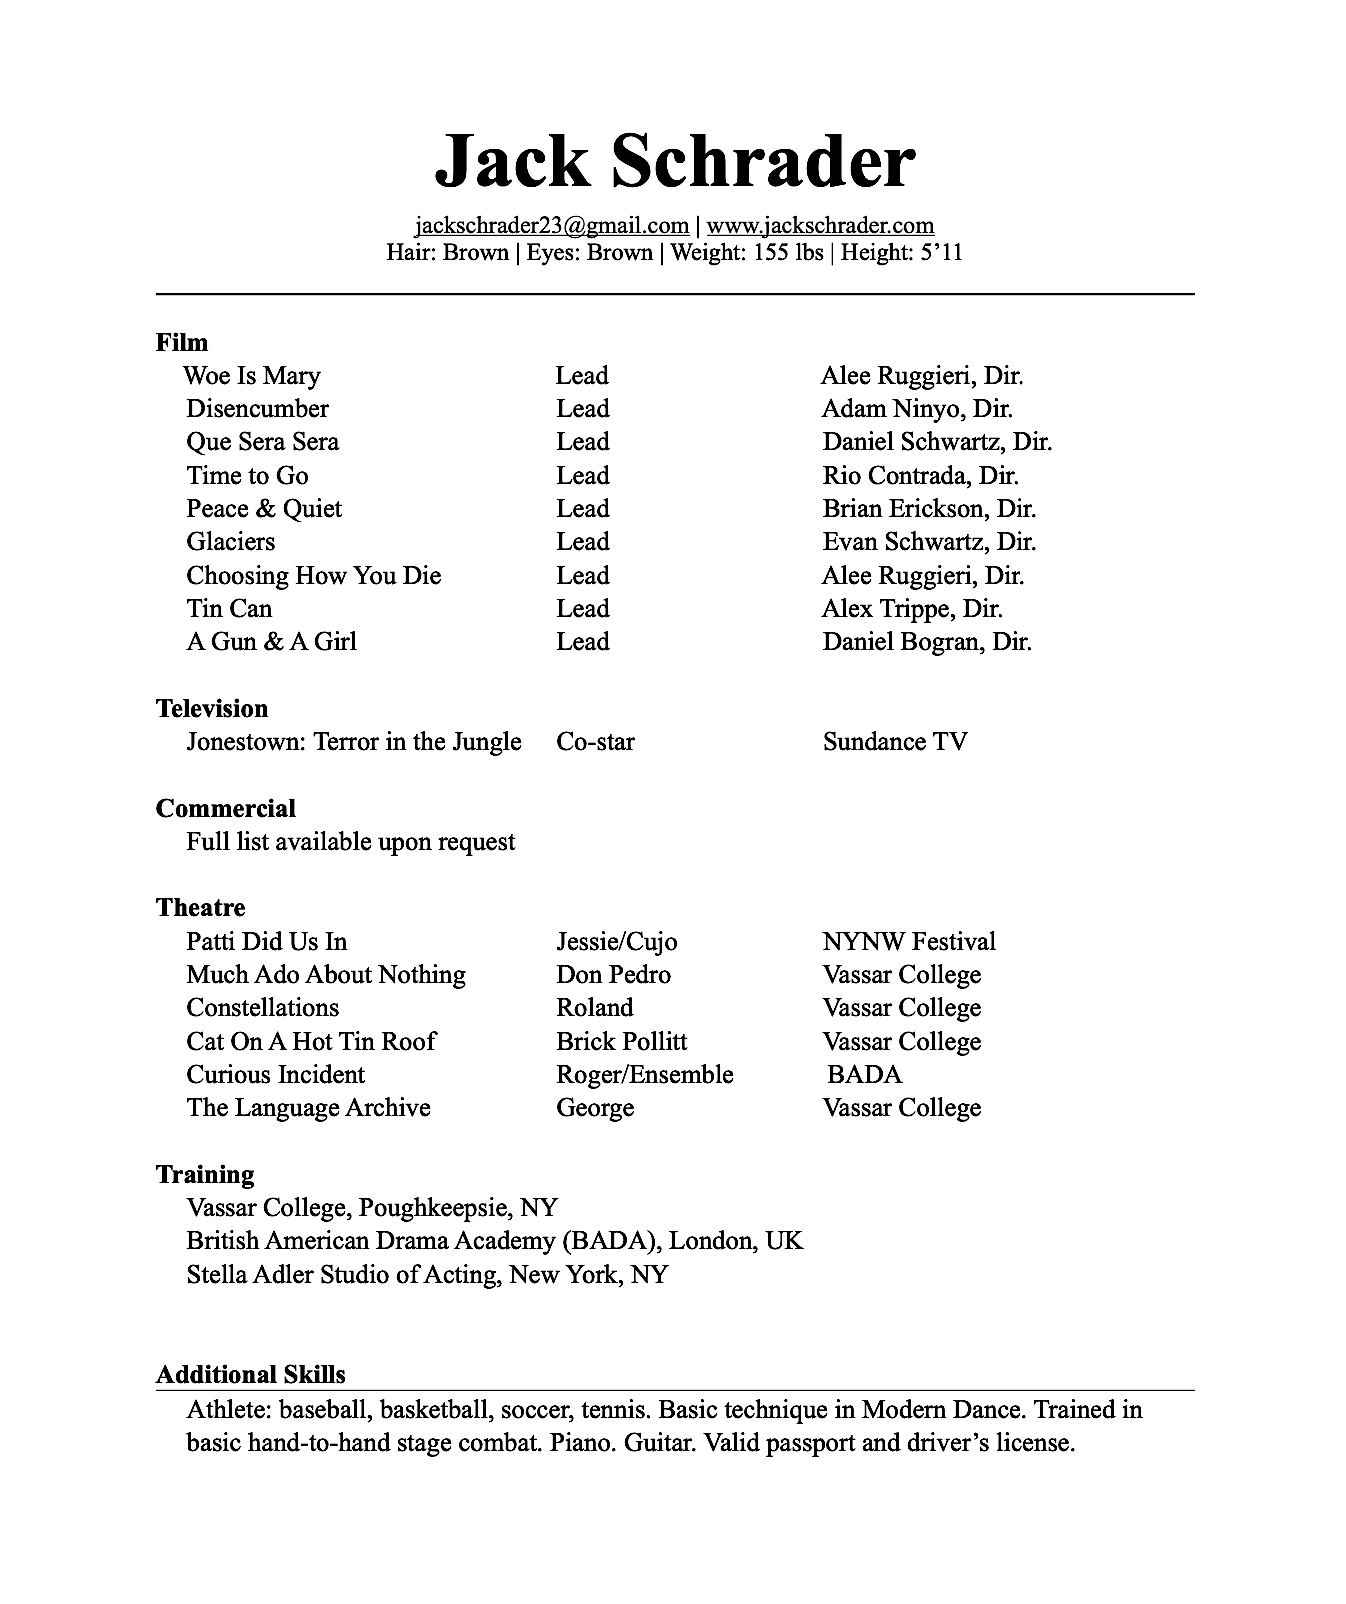 Jack Schrader
jackschrader23@gmail.com | www.jackschrader.com
Hair: Brown | Eyes: Brown | Weight: 155 lbs | Height: 5’11
Film
Woe Is Mary Lead Alee Ruggieri, Dir.
Disencumber Lead Adam Ninyo, Dir.
Que Sera Sera Lead Daniel Schwartz, Dir.
Time to Go Lead Rio Contrada, Dir.
Peace & Quiet Lead Brian Erickson, Dir.
Glaciers Lead Evan Schwartz, Dir.
Choosing How You Die Lead Alee Ruggieri, Dir.
Tin Can Lead Alex Trippe, Dir.
A Gun & A Girl Lead Daniel Bogran, Dir.
Television
Jonestown: Terror in the Jungle Co-star Sundance TV
Commercial
Full list available upon request
Theatre
Patti Did Us In Jessie/Cujo NYNW Festival
Much Ado About Nothing Don Pedro Vassar College
Constellations Roland Vassar College
Cat On A Hot Tin Roof Brick Pollitt Vassar College
Curious Incident Roger/Ensemble BADA
The Language Archive George Vassar College
Training
Vassar College, Poughkeepsie, NY
British American Drama Academy (BADA), London, UK
Stella Adler Studio of Acting, New York, NY
Additional Skills
Athlete: baseball, basketball, soccer, tennis. Basic technique in Modern Dance. Trained in
basic hand-to-hand stage combat. Piano. Guitar. Valid passport and driver’s license.